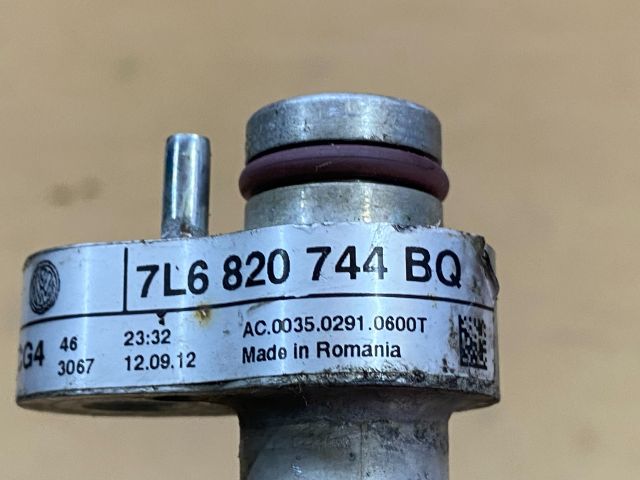 7L6 820 744 BQ
G4 46 23:32 AC.0035.0291.0600T
3067 12.09.12 Made in Romania